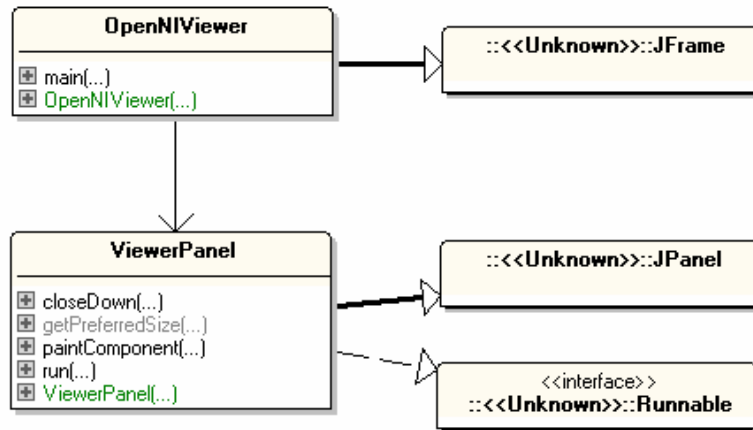 OpenNIViewer
main(...)
OpenNIViewer(...)
::<<Unknown>>::JFrame
ViewerPanel
closeDown(...)
getPreferredSize(...)
paintComponent(...)
run(...)
ViewerPanel(...)
::<<Unknown>>::JPanel
<<interface>>
::<<Unknown>>::Runnable